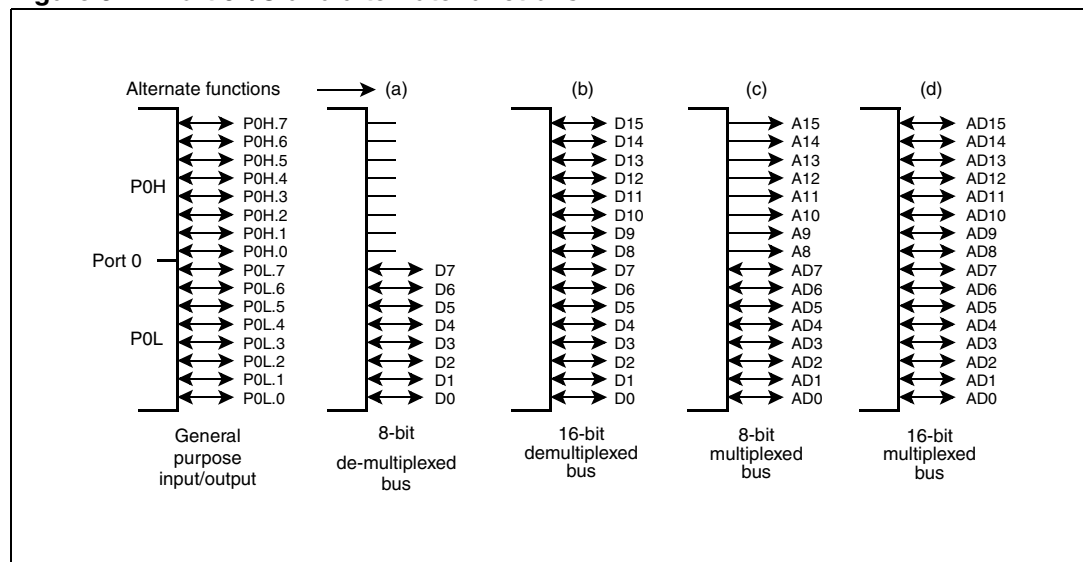 Alternate functions (a) (b) (c) (d)
P0H
Port 0
P0L
P0H.7
P0H.6
P0H.5
P0H.4
P0H.3
P0H.2
P0H.1
P0H.0
P0L.7
P0L.6
P0L.5
P0L.4
P0L.3
P0L.2
P0L.1
P0L.0
General
purpose
input/output
D7
D6
D5
D4
D3
D2
D1
D0
8-bit
de-multiplexed
bus
D15
D14
D13
D12
D11
D10
D9
D8
D7
D6
D5
D4
D3
D2
D1
D0
16-bit
demultiplexed
bus
A15
A14
A13
A12
A11
A10
A9
A8
AD7
AD6
AD5
AD4
AD3
AD2
AD1
AD0
8-bit
multiplexed
bus
AD15
AD14
AD13
AD12
AD11
AD10
AD9
AD8
AD7
AD6
AD5
AD4
AD3
AD2
AD1
AD0
16-bit
multiplexed
bus